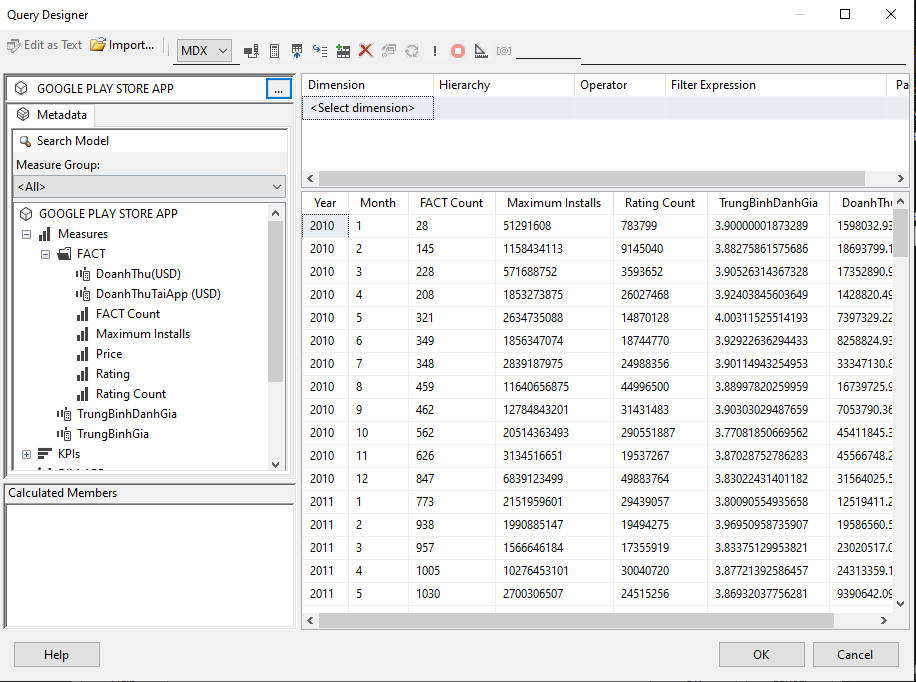 Query Designer
Edit as Text Import... MDX
GOOGLE PLAY STORE APP ...
Metadata
Search Model
Measure Group:
<All>
GOOGLE PLAY STORE APP
Measures
FACT
DoanhThu(USD)
DoanhThuTaiApp (USD)
FACT Count
Maximum Installs
Price
Rating
Rating Count
TrungBinhDanhGia
TrungBinhGia
KPIs
Calculated Members
Dimension Hierarchy Operator Filter Expression Pa
<Select dimension>
Year Month FACT Count Maximum Installs Rating Count TrungBinhDanhGia DoanhThu
2010 1 28 51291608 783799 3.90000001873289 1598032.93
2010 2 145 1158434113 9145040 3.88275861575686 18693799.1
2010 3 228 571688752 3593652 3.90526314367328 17352890.9
2010 4 208 1853273875 26027468 3.92403845603649 1428820.49
2010 5 321 2634735088 14870128 4.00311525514193 7397329.22
2010 6 349 1856347074 18744770 3.92922636294433 8258824.93
2010 7 348 2839187975 24988356 3.90114943254953 33347130.8
2010 8 459 11640656875 44996500 3.88997820259959 16739725.9
2010 9 462 12784843201 31431483 3.90303029487659 7053790.36
2010 10 562 20514363493 290551887 3.77081850669562 45411845.3
2010 11 626 3134516651 19537267 3.87028752786283 45566748.2
2010 12 847 6839123499 49883764 3.83022431401182 31564025.5
2011 1 773 2151959601 29439057 3.80090554935658 12519411.2
2011 2 938 1990885147 19494275 3.96950958735907 19586560.5
2011 3 957 1566646184 17355919 3.83375129953821 23020517.0
2011 4 1005 10276453101 30040720 3.87721392586457 24313359.1
2011 5 1030 2700306507 24515256 3.86932037756281 9390642.09
Help OK Cancel